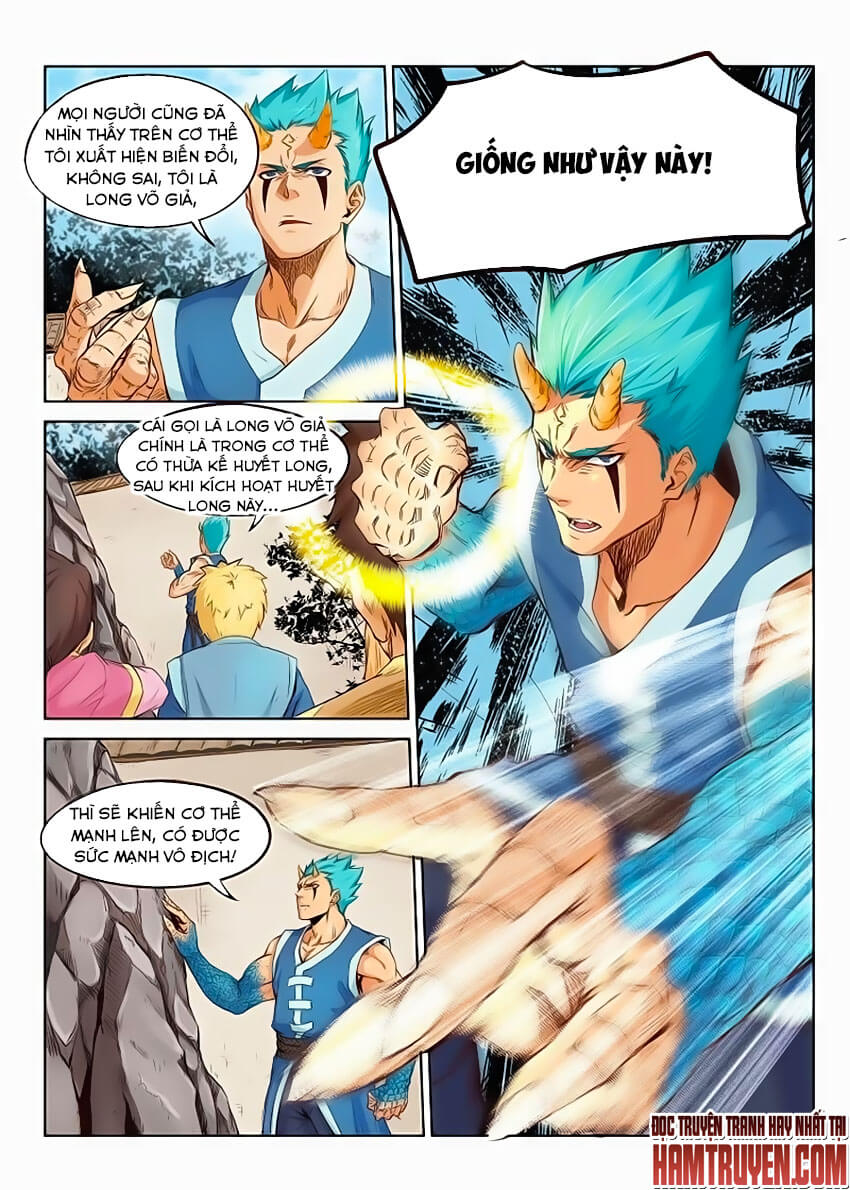 MỌI NGƯỜI CŨNG ĐÃ
NHÌN THẤY TRÊN CƠ THỂ
TÔI XUẤT HIỆN BIẾN ĐỔI,
KHÔNG SAI, TÔI LÀ
LONG VÕ GIẢ,
CÁI GỌI LÀ LONG VÕ GIẢ
CHÍNH LÀ TRONG CƠ THỂ
CÓ THỪA KẾ HUYẾT LONG,
SAU KHI KÍCH HOẠT HUYẾT
LONG NÀY...
THÌ SẼ KHIẾN CƠ THỂ
MẠNH LÊN, CÓ ĐƯỢC
SỨC MẠNH VÔ ĐỊCH!
GIỐNG NHƯ VẬY NÀY!
ĐỌC TRUYỆN TRANH HAY NHẤT TẠI
HAMTRUYEN.COM